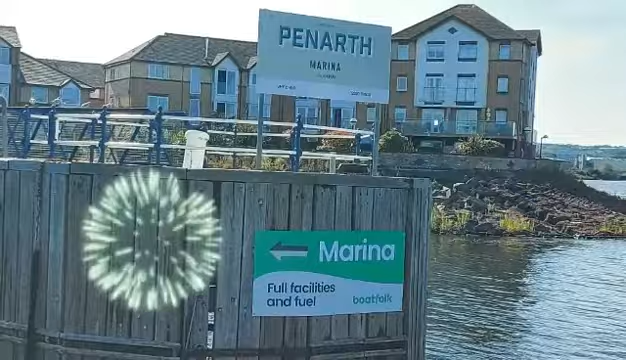 PENARTH
MARINA
Marina
Full facilities
and fuel
boatfolk